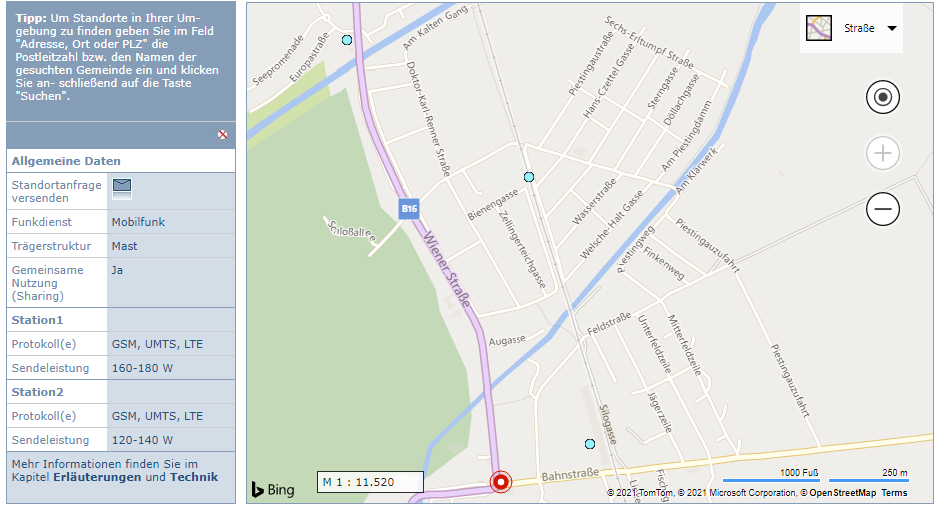 Tipp: Um Standorte in Ihrer Um-
gebung zu finden geben Sie im Feld
"Adresse, Ort oder PLZ" die
Postleitzahl bzw. den Namen der
gesuchten Gemeinde ein und klicken
Sie an- schließend auf die Taste
"Suchen".
Allgemeine Daten
Standortanfrage
versenden
Funkdienst Mobilfunk
Trägerstruktur Mast
Gemeinsame Ja
Nutzung
(Sharing)
Station1
Protokoll(e) GSM, UMTS, LTE
Sendeleistung 160-180 W
Station2
Protokoll(e) GSM, UMTS, LTE
Sendeleistung 120-140 W
Mehr Informationen finden Sie im
Kapitel Erläuterungen und Technik
Straße
Am Kalten Gang
Seepromenade
Europastraße
Doktor-Karl-Renner Straße
Sechs-Erltumpf Straße
Piestingaustraße
Hans-Czettel Gasse
Sterngasse
Döllachgasse
Am Piestingdamm
Am Klärwerk
Bienengasse
Wasserstraße
Zellingerreichgasse
Welsche-Halt Gasse
B16
Schloßallee
Wiener Straße
Piestingweg
Finkenweg
Piestingauzufahrt
Augasse
Feldstraße
Unterfeldzeile
Mitterfeldzeile
Piestingauzufahrt
Jägerzeile
Silogasse
Bahnstraße
Bing
M 1 : 11.520
1000 Fuß 250 m
© 2021 TomTom, © 2021 Microsoft Corporation, © OpenStreetMap Terms